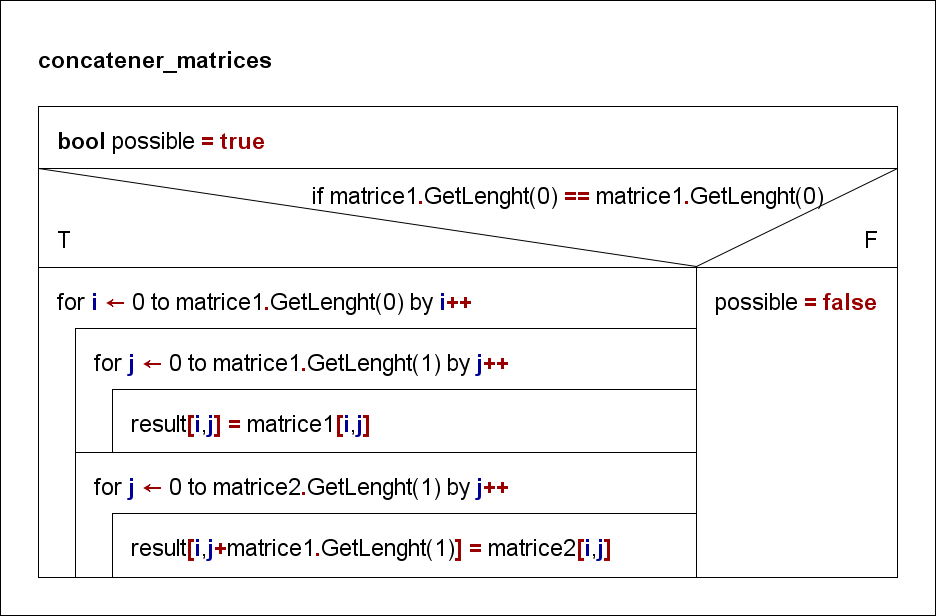 concatener_matrices
bool possible = true
if matrice1.GetLenght(0) == matrice1.GetLenght(0)
T
F
for i ← 0 to matrice1.GetLenght(0) by i++
possible = false
for j ← 0 to matrice1.GetLenght(1) by j++
result[i,j] = matrice1[i,j]
for j ← 0 to matrice2.GetLenght(1) by j++
result[i,j+matrice1.GetLenght(1)] = matrice2[i,j]